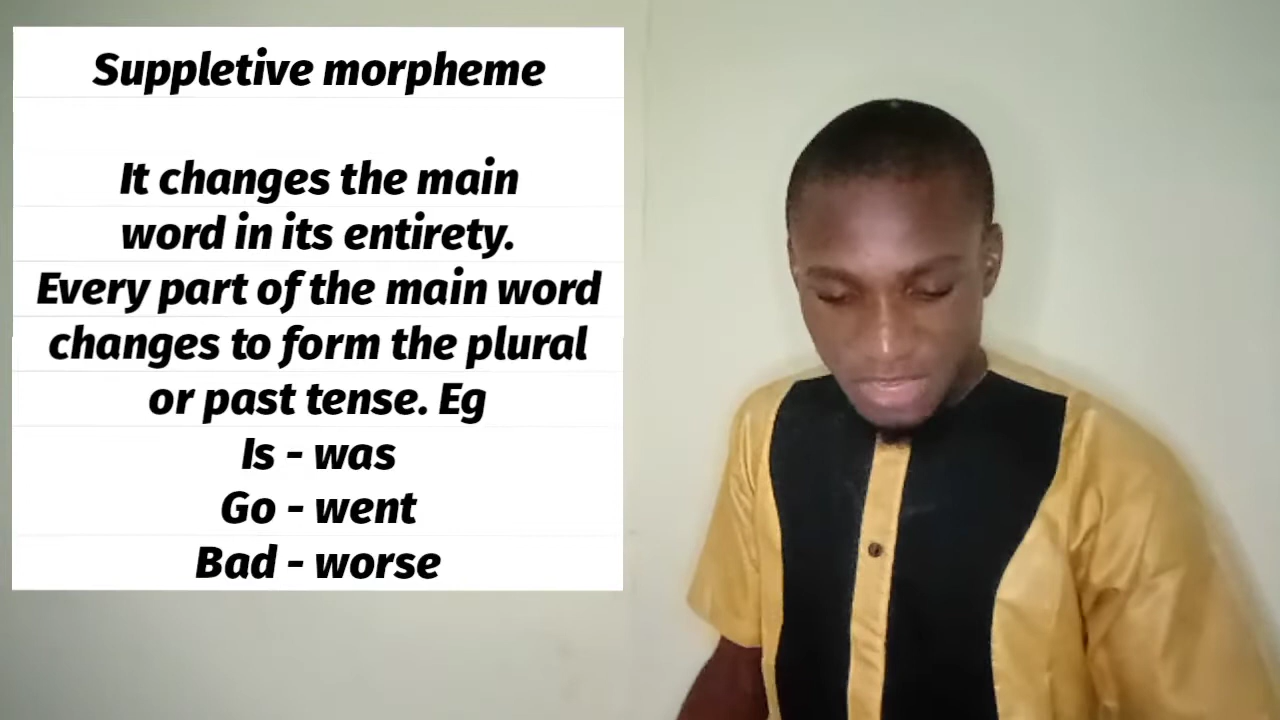 Suppletive morpheme
It changes the main
word in its entirety.
Every part of the main word
changes to form the plural
or past tense. Eg
Is - was
Go - went
Bad - worse